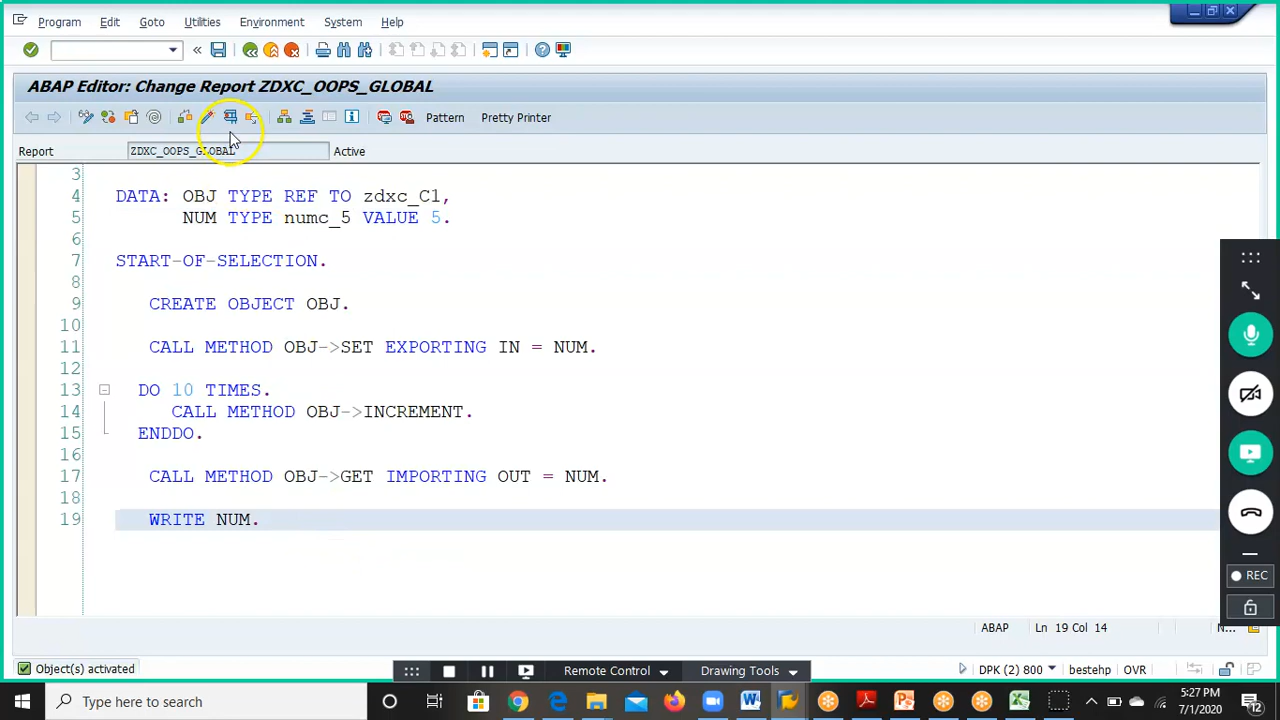 Program Edit Goto Utilities Environment System Help
ABAP Editor: Change Report ZDXC_OOPS_GLOBAL
Pattern Pretty Printer
Report ZDXC_OOPS_GLOBAL Active
3
4 DATA: OBJ TYPE REF TO zdxc_C1,
5 NUM TYPE numc_5 VALUE 5.
6
7 START-OF-SELECTION.
8
9 CREATE OBJECT OBJ.
10
11 CALL METHOD OBJ->SET EXPORTING IN = NUM.
12
13 DO 10 TIMES.
14 CALL METHOD OBJ->INCREMENT.
15 ENDDO.
16
17 CALL METHOD OBJ->GET IMPORTING OUT = NUM.
18
19 WRITE NUM.
REC
ABAP Ln 19 Col 14 N...
Object(s) activated
Remote Control Drawing Tools
DPK (2) 800 bestehp OVR
Type here to search
5:27 PM
7/1/2020
12